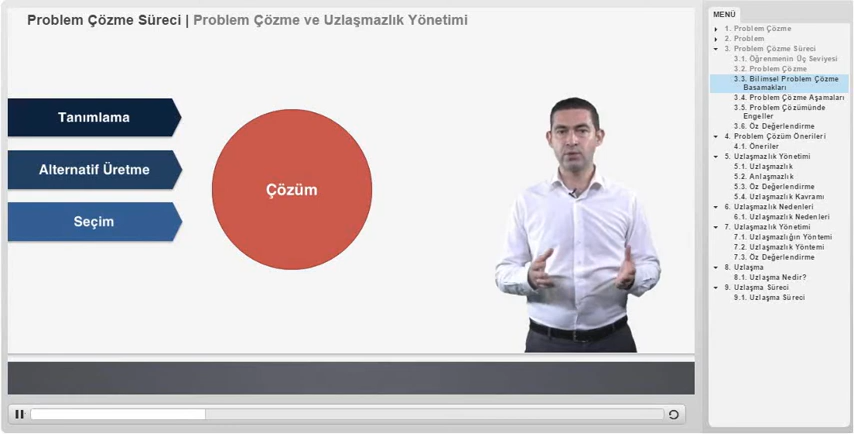 Problem Çözme Süreci | Problem Çözme ve Uzlaşmazlık Yönetimi
Tanımlama
Alternatif Üretme
Seçim
Çözüm
MENÜ
1. Problem Çözme
2. Problem
3. Problem Çözme Süreci
3.1. Öğrenmenin Üç Seviyesi
3.2. Problem Çözme
3.3. Bilimsel Problem Çözme
Basamakları
3.4. Problem Çözme Aşamaları
3.5. Problem Çözümünde
Engeller
3.6. Öz Değerlendirme
4. Problem Çözüm Önerileri
4.1. Öneriler
5. Uzlaşmazlık Yönetimi
5.1. Uzlaşmazlık
5.2. Anlaşmazlık
5.3. Öz Değerlendirme
5.4. Uzlaşmazlık Kavramı
6. Uzlaşmazlık Nedenleri
6.1. Uzlaşmazlık Nedenleri
7. Uzlaşmazlık Yönetimi
7.1. Uzlaşmazlığın Yöntemi
7.2. Uzlaşmazlık Yöntemi
7.3. Öz Değerlendirme
8. Uzlaşma
8.1. Uzlaşma Nedir?
9. Uzlaşma Süreci
9.1. Uzlaşma Süreci